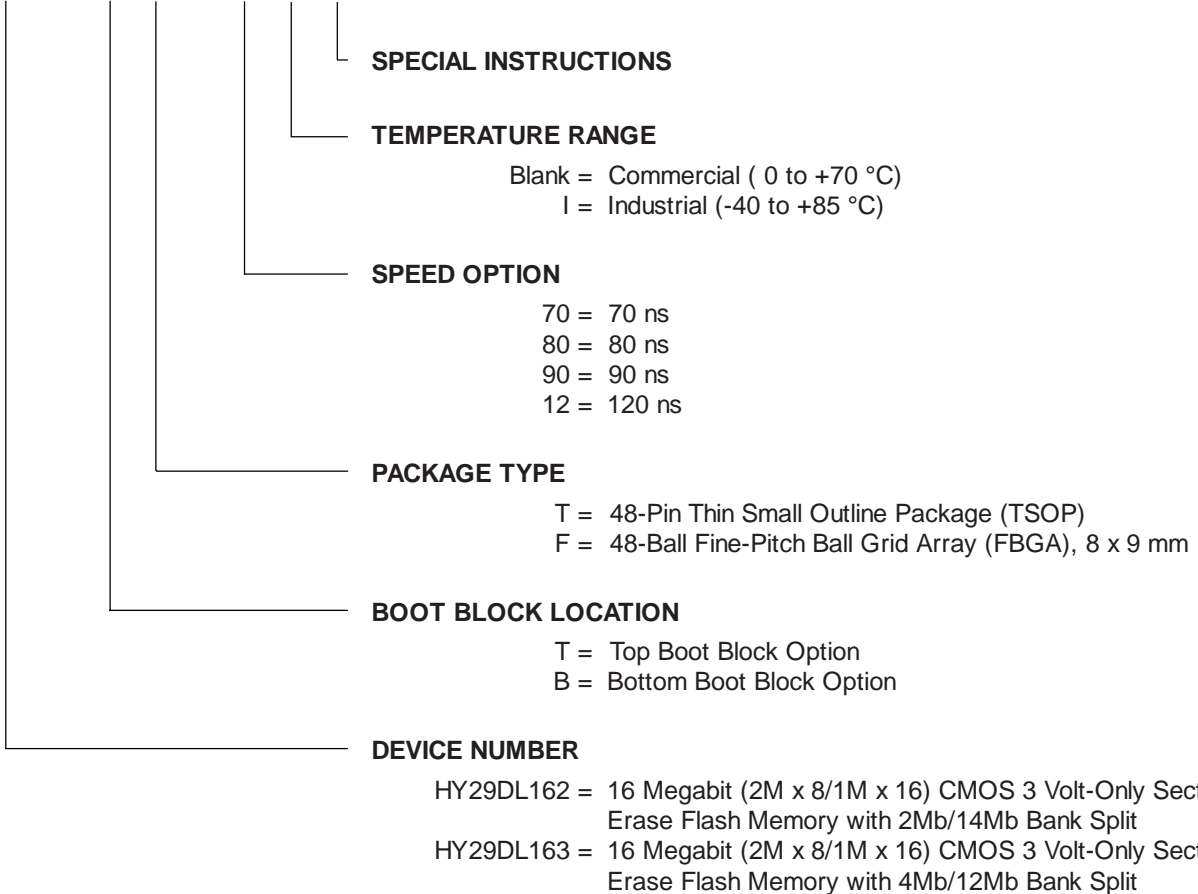 SPECIAL INSTRUCTIONS
TEMPERATURE RANGE
Blank = Commercial ( 0 to +70 °C)
I = Industrial (-40 to +85 °C)
SPEED OPTION
70 = 70 ns
80 = 80 ns
90 = 90 ns
12 = 120 ns
PACKAGE TYPE
T = 48-Pin Thin Small Outline Package (TSOP)
F = 48-Ball Fine-Pitch Ball Grid Array (FBGA), 8 x 9 mm
BOOT BLOCK LOCATION
T = Top Boot Block Option
B = Bottom Boot Block Option
DEVICE NUMBER
HY29DL162 = 16 Megabit (2M x 8/1M x 16) CMOS 3 Volt-Only
Erase Flash Memory with 2Mb/14Mb Bank Split
HY29DL163 = 16 Megabit (2M x 8/1M x 16) CMOS 3 Volt-Only
Erase Flash Memory with 4Mb/12Mb Bank Split